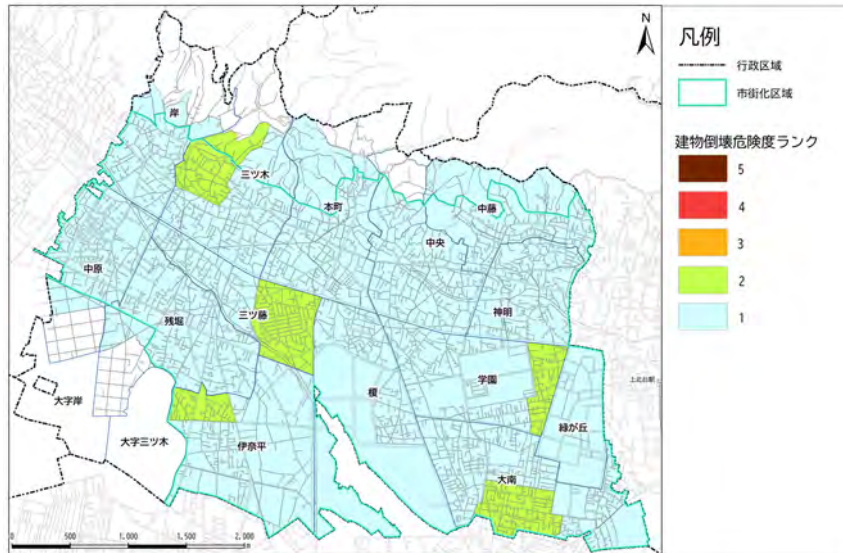 N
凡例
行政区域
市街化区域
建物倒壊危険度ランク
5
4
3
2
1
岸
三ツ木
本町
中藤
中央
中原
神明
残堀
三ツ藤
学園
榎
上北台駅
大字岸
緑が丘
大字三ツ木
伊奈平
大南
0 500 1,000 1,500 2,000
m